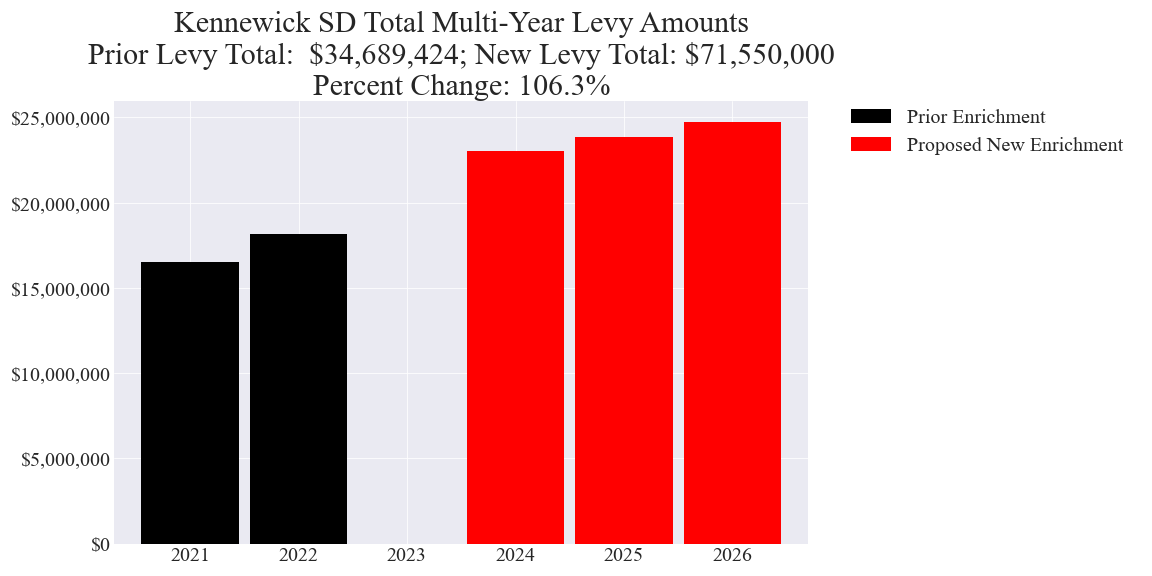 Kennewick SD Total Multi-Year Levy Amounts
Prior Levy Total:  $34,689,424; New Levy Total: $71,550,000
Percent Change: 106.3%
Prior Enrichment
Proposed New Enrichment
$25,000,000
$20,000,000
$15,000,000
$10,000,000
$5,000,000
$0
2021 2022 2023 2024 2025 2026